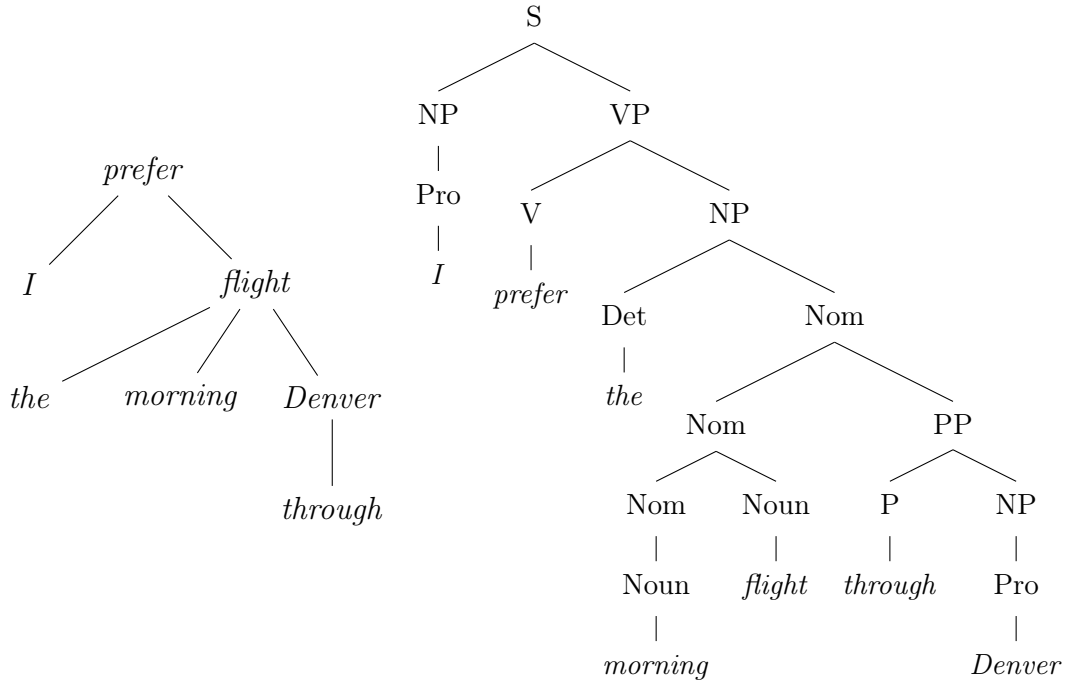 S
NP VP
prefer
Pro V NP
I flight
I prefer
Det Nom
the morning Denver
the
Nom PP
through
Nom Noun P NP
Noun flight through Pro
morning Denver